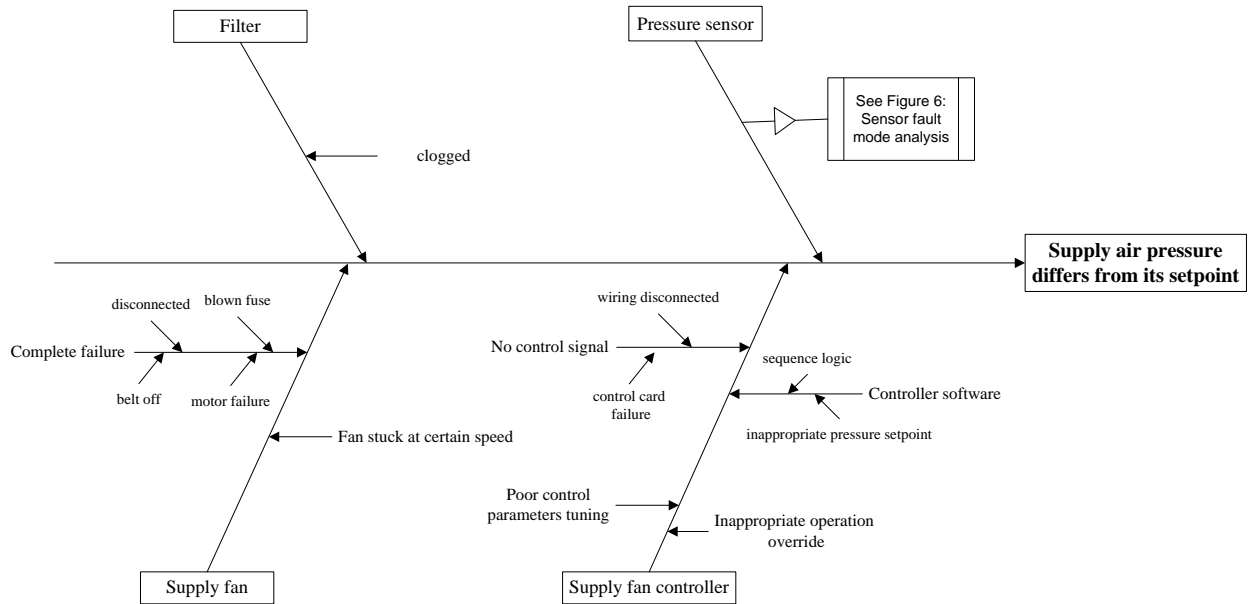 Filter
Pressure sensor
See Figure 6:
Sensor fault
mode analysis
clogged
Supply air pressure
differs from its setpoint
disconnected
blown fuse
Complete failure
belt off
motor failure
Fan stuck at certain speed
wiring disconnected
No control signal
control card
failure
sequence logic
Controller software
inappropriate pressure setpoint
Poor control
parameters tuning
Inappropriate operation
override
Supply fan
Supply fan controller